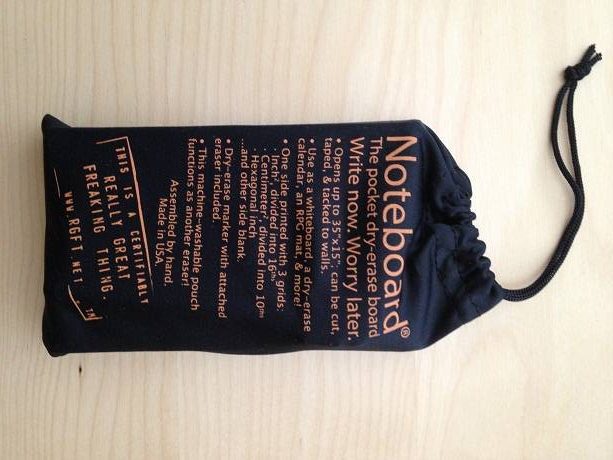 Noteboard®
The pocket dry-erase board
Write now. Worry later.
• Opens up to 35"x15"; can be cut,
taped, & tacked to walls.
• Use as a whiteboard, a dry-erase
calendar, an RPG mat, & more!
• One side printed with 3 grids:
· Inch², divided into 16ths
· Centimeter², divided into 10ths
· Hexagonal inch
...and other side blank.
• Dry-erase marker with attached
eraser included.
• This machine-washable pouch
functions as another eraser!
Assembled by hand.
Made in USA.
THIS IS A CERTIFIABLY
REALLY GREAT
FREAKING THING.
WWW.RGFT.NET
TM